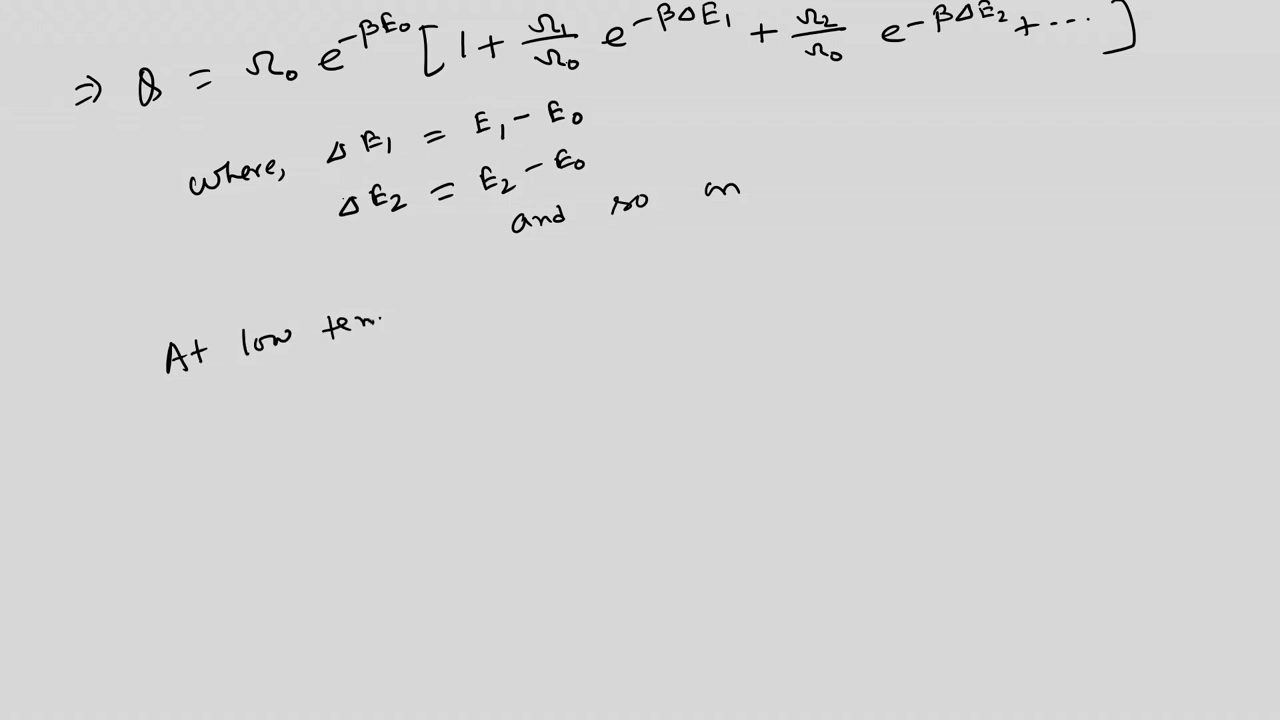 ⇒ Q = Ω₀ e^{-βE₀} [1 + Ω₁/Ω₀ e^{-βΔE₁} + Ω₂/Ω₀ e^{-βΔE₂} + ...]
where, ΔE₁ = E₁ - E₀
ΔE₂ = E₂ - E₀
and so on
At low tem